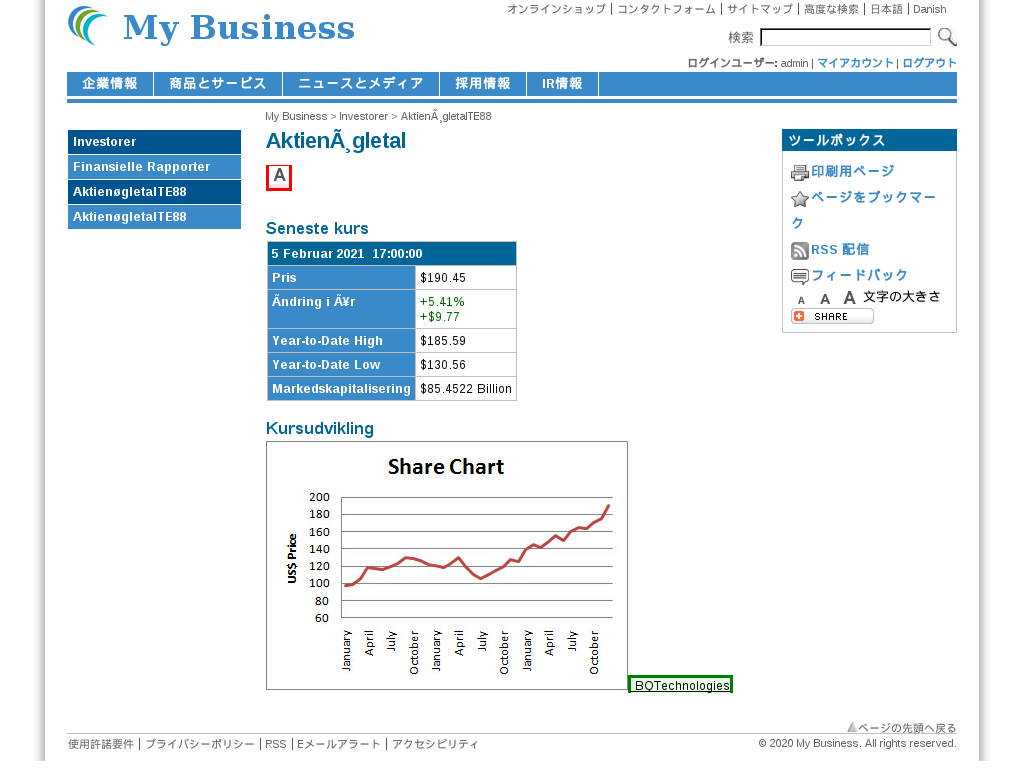 オンラインショップ | コンタクトフォーム | サイトマップ | 高度な検索 | 日本語 | Danish
My Business
検索
ログインユーザー: admin | マイアカウント | ログアウト
企業情報 商品とサービス ニュースとメディア 採用情報 IR情報
My Business > Investorer > AktienÃ¸gletalTE88
Investorer
Finansielle Rapporter
AktienøgletalTE88
AktienøgletalTE88
AktienÃ¸gletal
A
Seneste kurs
5 Februar 2021 17:00:00
Pris $190.45
Ãndring i Ã¥r +5.41%
+$9.77
Year-to-Date High $185.59
Year-to-Date Low $130.56
Markedskapitalisering $85.4522 Billion
Kursudvikling
Share Chart
US$ Price
200
180
160
140
120
100
80
60
January April July October January April July October January April July October
BQTechnologies
ツールボックス
印刷用ページ
ページをブックマー
ク
RSS 配信
フィードバック
A A A 文字の大きさ
SHARE
ページの先頭へ戻る
使用許諾要件 | プライバシーポリシー | RSS | Eメールアラート | アクセシビリティ
© 2020 My Business. All rights reserved.